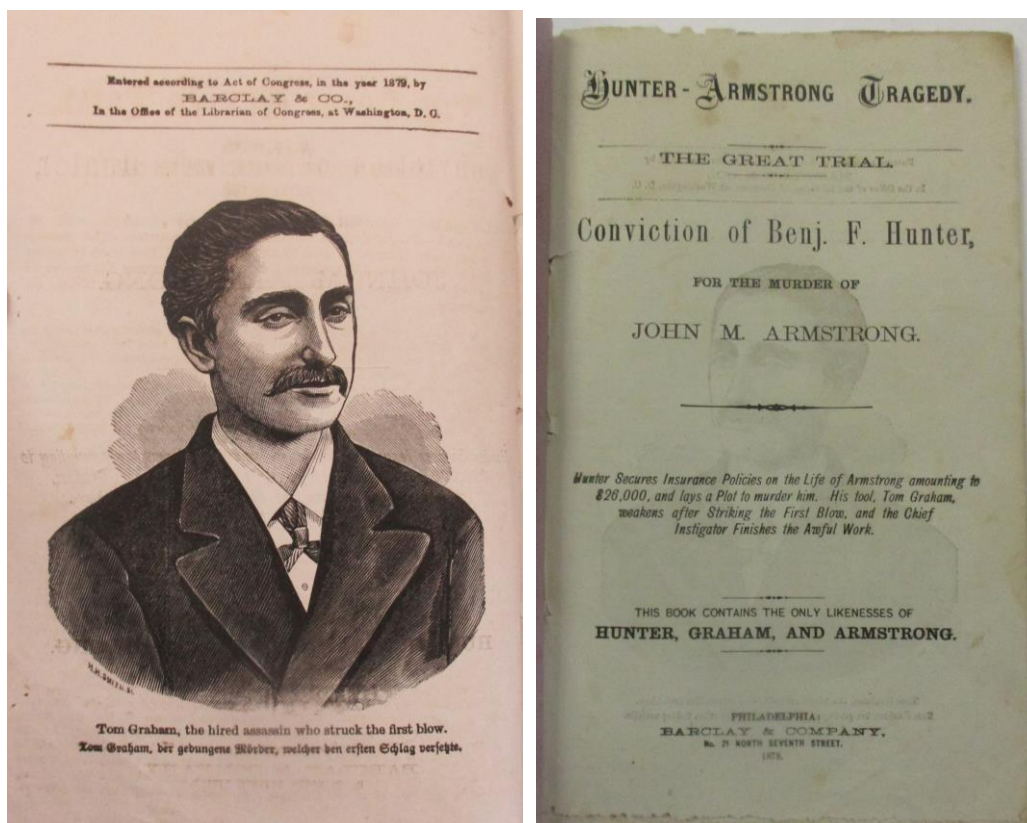 Entered according to Act of Congress, in the year 1879, by
BARCLAY & CO.,
In the Office of the Librarian of Congress, at Washington, D. C.
Tom Graham, the hired assassin who struck the first blow.
Tom Graham, der gedungene Mörder, welcher den ersten Schlag versetzte.
HUNTER-ARMSTRONG TRAGEDY.
THE GREAT TRIAL.
Conviction of Benj. F. Hunter,
FOR THE MURDER OF
JOHN M. ARMSTRONG.
Hunter Secures Insurance Policies on the Life of Armstrong amounting to
$26,000, and lays a Plot to murder him. His tool, Tom Graham,
weakens after Striking the First Blow, and the Chief
Instigator Finishes the Awful Work.
THIS BOOK CONTAINS THE ONLY LIKENESSES OF
HUNTER, GRAHAM, AND ARMSTRONG.
PHILADELPHIA:
BARCLAY & COMPANY,
No. 21 NORTH SEVENTH STREET.